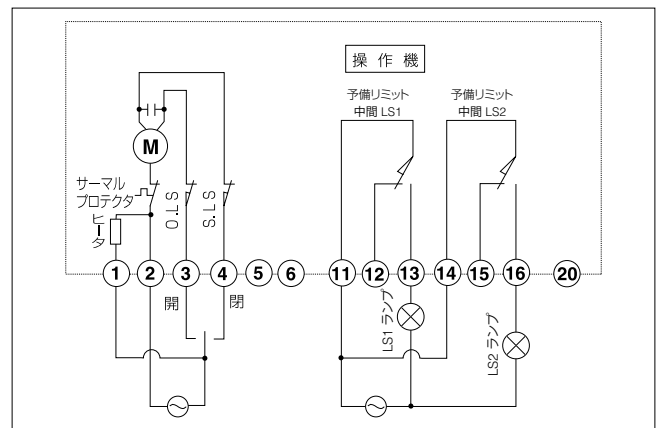 操作機
予備リミット
中間 LS1
予備リミット
中間 LS2
M
サーマル
プロテクタ
ヒータ
O.LS
S.LS
1 2 3 4 5 6 11 12 13 14 15 16 20
開 閉
LS1 ランプ
LS2 ランプ